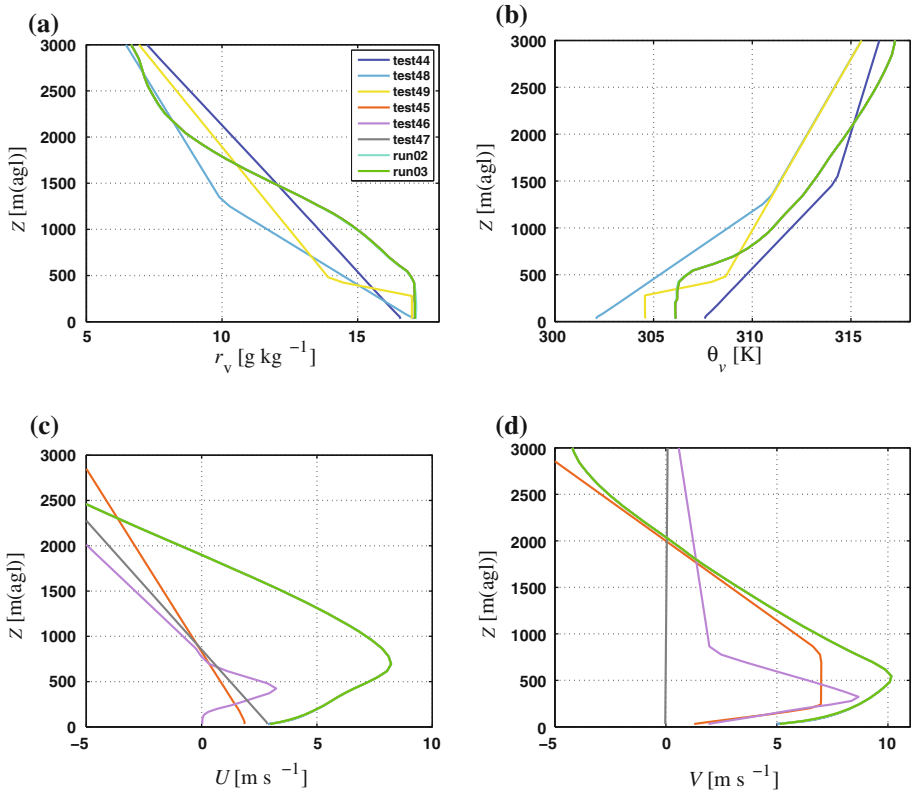 (a)
3000
2500
2000
1500
1000
500
0
Z [m(agl)]
5
10
15
r_v [g kg⁻¹]
test44
test48
test49
test45
test46
test47
run02
run03
(b)
3000
2500
2000
1500
1000
500
0
Z [m(agl)]
300
305
310
315
θ_v [K]
(c)
3000
2500
2000
1500
1000
500
0
Z [m(agl)]
−5
0
5
10
U [m s⁻¹]
(d)
3000
2500
2000
1500
1000
500
0
Z [m(agl)]
−5
0
5
10
V [m s⁻¹]